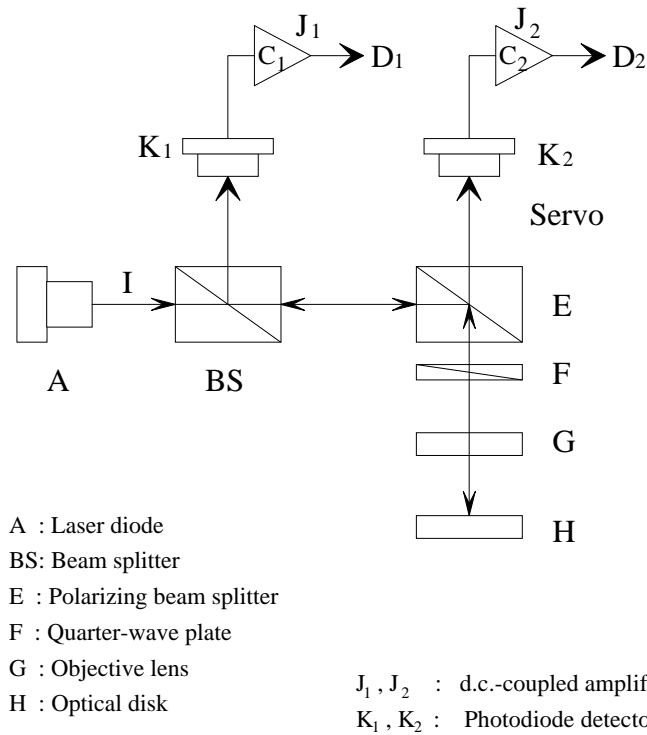 J1
C1
D1
J2
C2
D2
K1
K2
Servo
I
E
A
BS
F
G
H
A : Laser diode
BS: Beam splitter
E : Polarizing beam splitter
F : Quarter-wave plate
G : Objective lens
H : Optical disk
J1 , J2 : d.c.-coupled amplif
K1 , K2 : Photodiode detecto